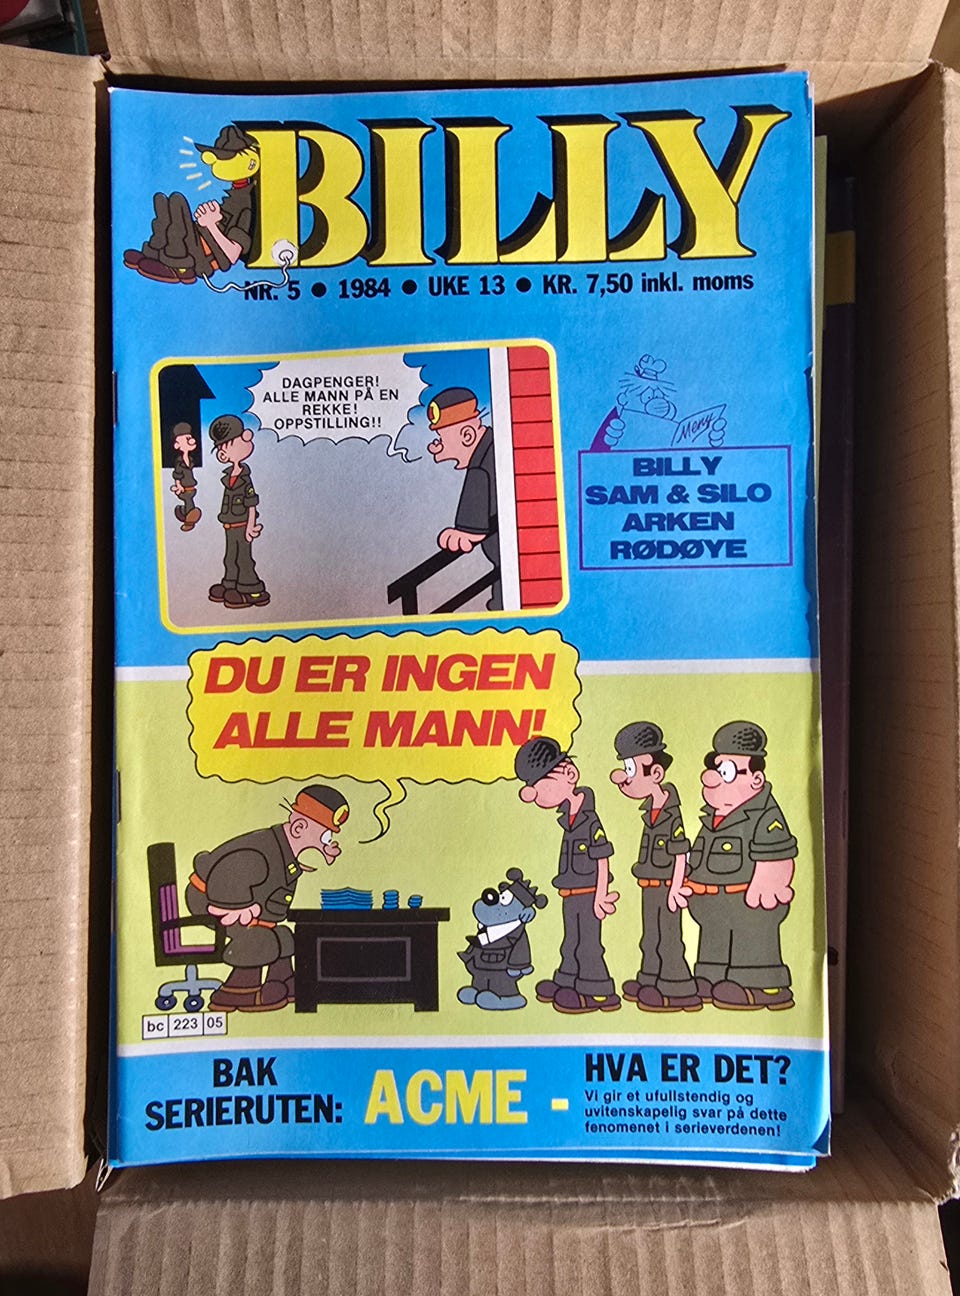 BILLY
NR. 5 ● 1984 ● UKE 13 ● KR. 7,50 inkl. moms
DAGPENGER!
ALLE MANN PÅ EN
REKKE!
OPPSTILLING!!
Meny
BILLY
SAM & SILO
ARKEN
RØDØYE
DU ER INGEN
ALLE MANN!
bc 223 05
BAK
SERIERUTEN:
ACME -
HVA ER DET?
Vi gir et ufullstendig og
uvitenskapelig svar på dette
fenomenet i serieverdenen!